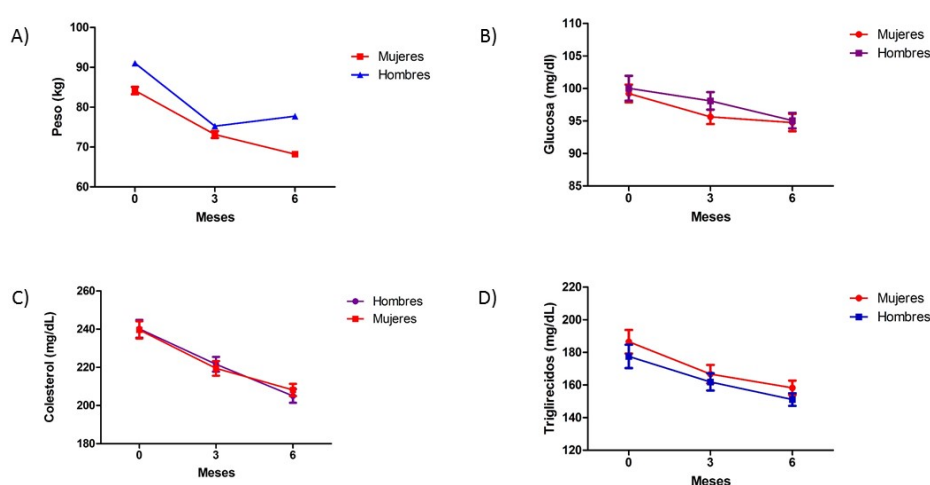 A)
Peso (kg)
100
90
80
70
60
0
3
6
Meses
Mujeres
Hombres
B)
Glucosa (mg/dl)
110
105
100
95
90
85
0
3
6
Meses
Mujeres
Hombres
C)
Colesterol (mg/dL)
260
240
220
200
180
0
3
6
Meses
Hombres
Mujeres
D)
Triglirecidos (mg/dL)
220
200
180
160
140
120
0
3
6
Meses
Mujeres
Hombres